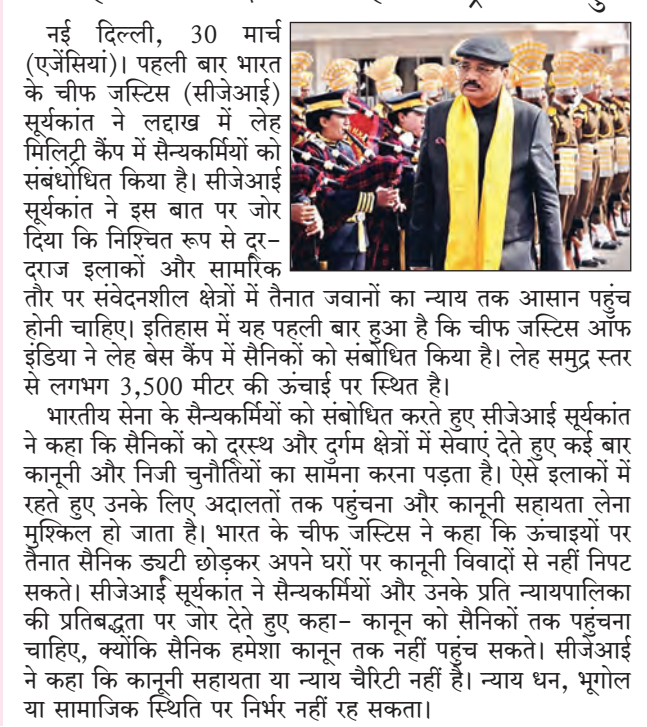 नई दिल्ली, 30 मार्च
(एजेंसियां)। पहली बार भारत
के चीफ जस्टिस (सीजेआई)
सूर्यकांत ने लद्दाख में लेह
मिलिट्री कैंप में सैन्यकर्मियों को
संबंधोधित किया है। सीजेआई
सूर्यकांत ने इस बात पर जोर
दिया कि निश्चित रूप से दूर-
दराज इलाकों और सामरिक
तौर पर संवेदनशील क्षेत्रों में तैनात जवानों का न्याय तक आसान पहुंच
होनी चाहिए। इतिहास में यह पहली बार हुआ है कि चीफ जस्टिस ऑफ
इंडिया ने लेह बेस कैंप में सैनिकों को संबोधित किया है। लेह समुद्र स्तर
से लगभग 3,500 मीटर की ऊंचाई पर स्थित है।
भारतीय सेना के सैन्यकर्मियों को संबोधित करते हुए सीजेआई सूर्यकांत
ने कहा कि सैनिकों को दूरस्थ और दुर्गम क्षेत्रों में सेवाएं देते हुए कई बार
कानूनी और निजी चुनौतियों का सामना करना पड़ता है। ऐसे इलाकों में
रहते हुए उनके लिए अदालतों तक पहुंचना और कानूनी सहायता लेना
मुश्किल हो जाता है। भारत के चीफ जस्टिस ने कहा कि ऊंचाइयों पर
तैनात सैनिक ड्यूटी छोड़कर अपने घरों पर कानूनी विवादों से नहीं निपट
सकते। सीजेआई सूर्यकांत ने सैन्यकर्मियों और उनके प्रति न्यायपालिका
की प्रतिबद्धता पर जोर देते हुए कहा- कानून को सैनिकों तक पहुंचना
चाहिए, क्योंकि सैनिक हमेशा कानून तक नहीं पहुंच सकते। सीजेआई
ने कहा कि कानूनी सहायता या न्याय चैरिटी नहीं है। न्याय धन, भूगोल
या सामाजिक स्थिति पर निर्भर नहीं रह सकता।